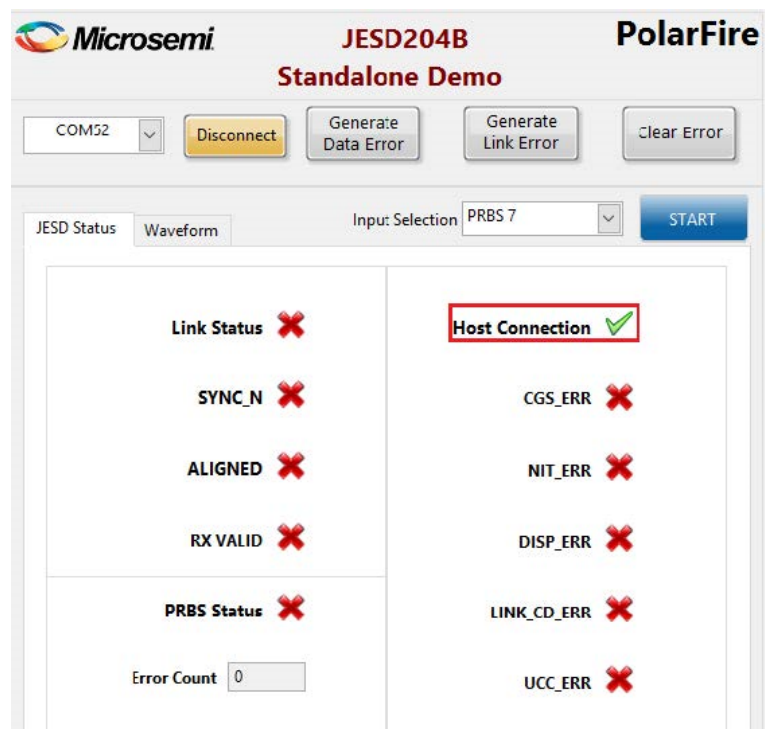 Microsemi
JESD204B
PolarFire
Standalone Demo
COM52
Disconnect
Generate
Data Error
Generate
Link Error
Clear Error
JESD Status
Waveform
Input Selection
PRBS 7
START
Link Status
Host Connection
SYNC_N
CGS_ERR
ALIGNED
NIT_ERR
RX VALID
DISP_ERR
PRBS Status
LINK_CD_ERR
Error Count 0
UCC_ERR